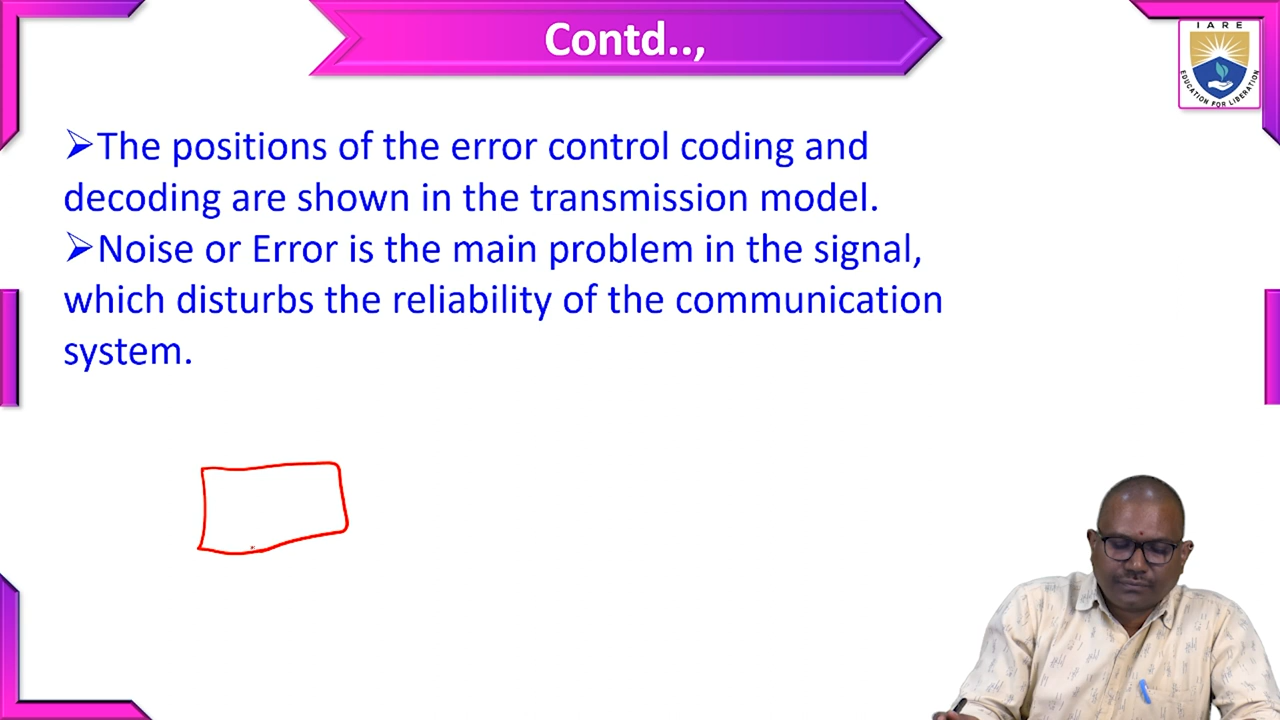 Contd..,
I A R E
EDUCATION FOR LIBERATION
➢The positions of the error control coding and
decoding are shown in the transmission model.
➢Noise or Error is the main problem in the signal,
which disturbs the reliability of the communication
system.